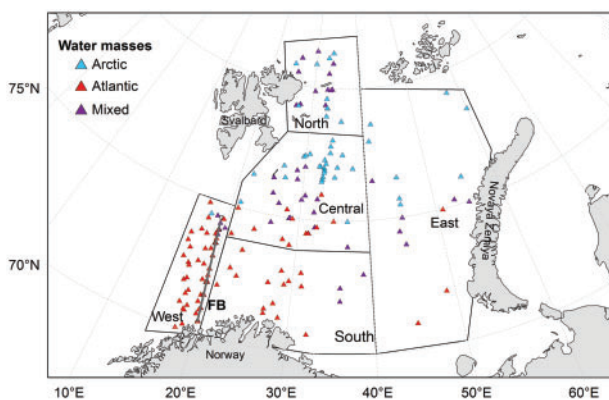 Water masses
Arctic
Atlantic
Mixed
75°N
70°N
Svalbard
North
Central
East
Novaya Zemlya
West
FB
South
Norway
10°E
20°E
30°E
40°E
50°E
60°E